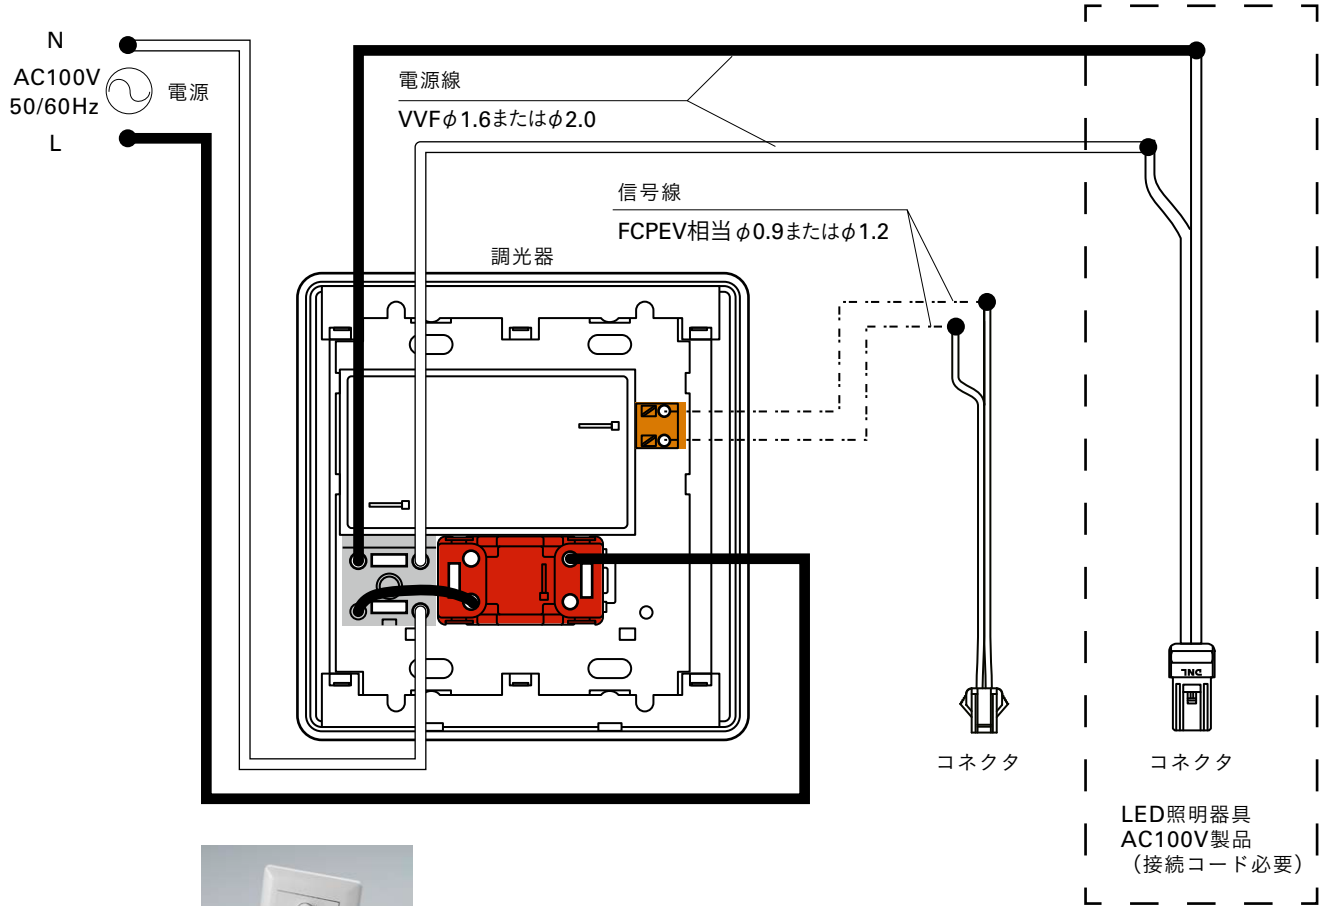 N
AC100V
50/60Hz
電源
L
電源線
VVFφ1.6またはφ2.0
信号線
FCPEV相当φ0.9またはφ1.2
調光器
DNL
コネクタ
コネクタ
LED照明器具
AC100V製品
（接続コード必要）